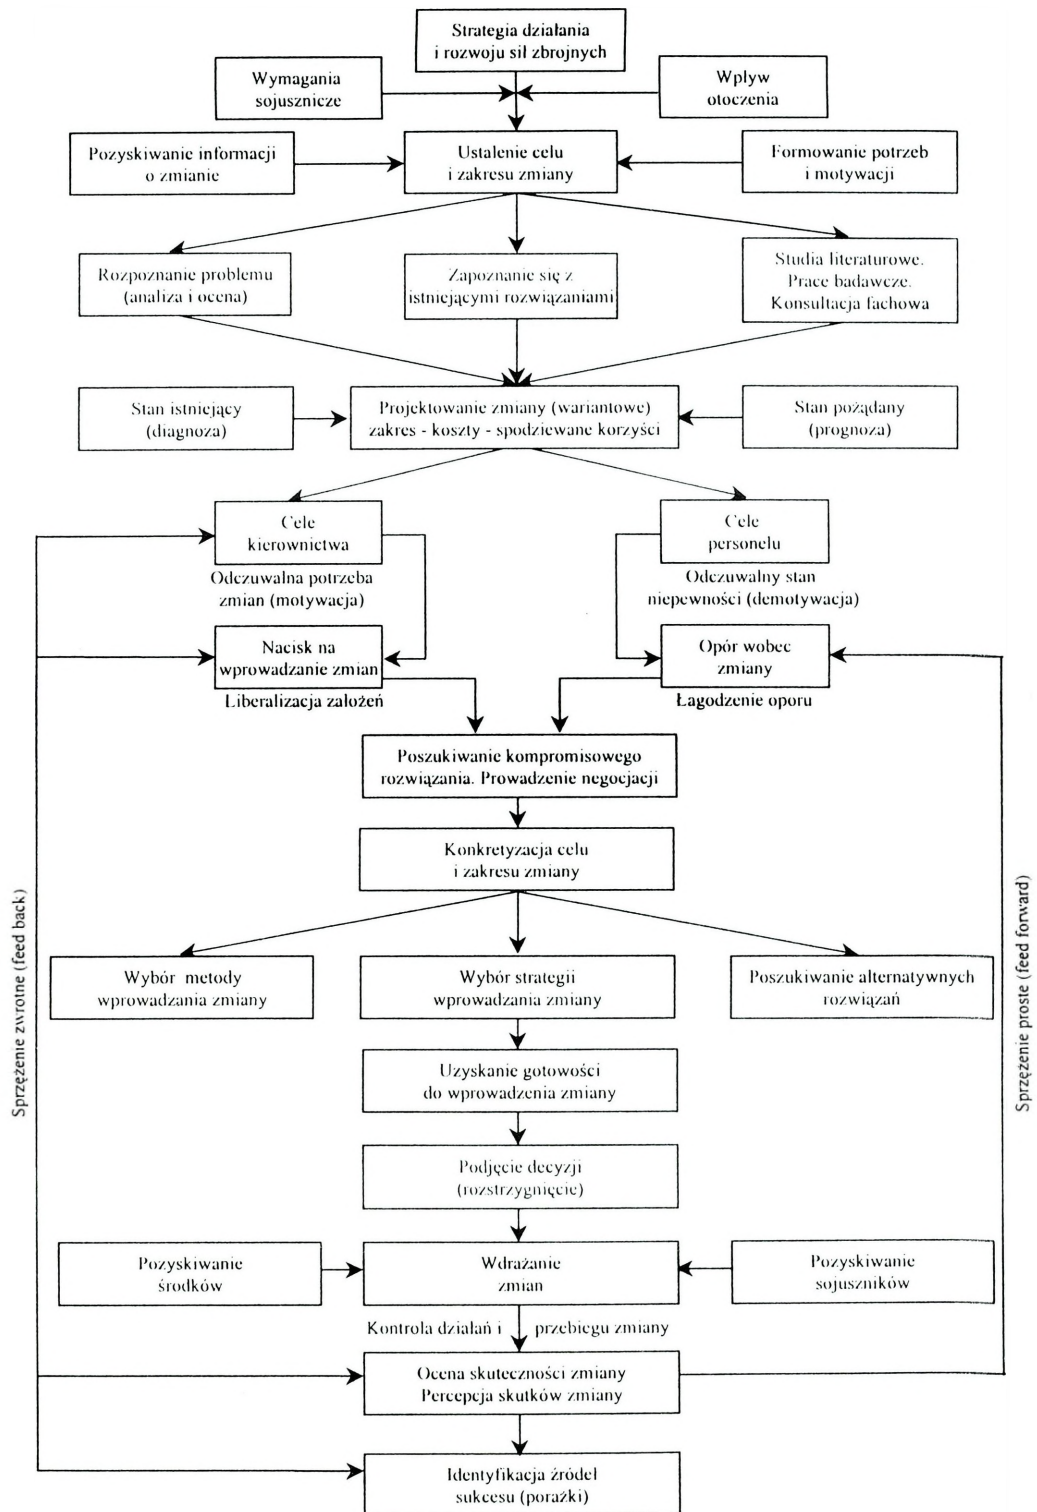 Strategia działania
i rozwoju sił zbrojnych
Wymagania
sojusznicze
Wpływ
otoczenia
Pozyskiwanie informacji
o zmianie
Ustalenie celu
i zakresu zmiany
Formowanie potrzeb
i motywacji
Rozpoznanie problemu
(analiza i ocena)
Zapoznanie się z
istniejącymi rozwiązaniami
Studia literaturowe.
Prace badawcze.
Konsultacja fachowa
Stan istniejący
(diagnoza)
Projektowanie zmiany (wariantowe)
zakres - koszty - spodziewane korzyści
Stan pożądany
(prognoza)
Cele
kierownictwa
Cele
personelu
Odczuwalna potrzeba
zmian (motywacja)
Odczuwalny stan
niepewności (demotywacja)
Nacisk na
wprowadzanie zmian
Opór wobec
zmiany
Liberalizacja założeń
Łagodzenie oporu
Poszukiwanie kompromisowego
rozwiązania. Prowadzenie negocjacji
Konkretyzacja celu
i zakresu zmiany
Sprzężenie zwrotne (feed back)
Sprzężenie proste (feed forward)
Wybór metody
wprowadzania zmiany
Wybór strategii
wprowadzania zmiany
Poszukiwanie alternatywnych
rozwiązań
Uzyskanie gotowości
do wprowadzenia zmiany
Podjęcie decyzji
(rozstrzygnięcie)
Pozyskiwanie
środków
Wdrażanie
zmian
Pozyskiwanie
sojuszników
Kontrola działań i przebiegu zmiany
Ocena skuteczności zmiany
Percepcja skutków zmiany
Identyfikacja źródeł
sukcesu (porażki)